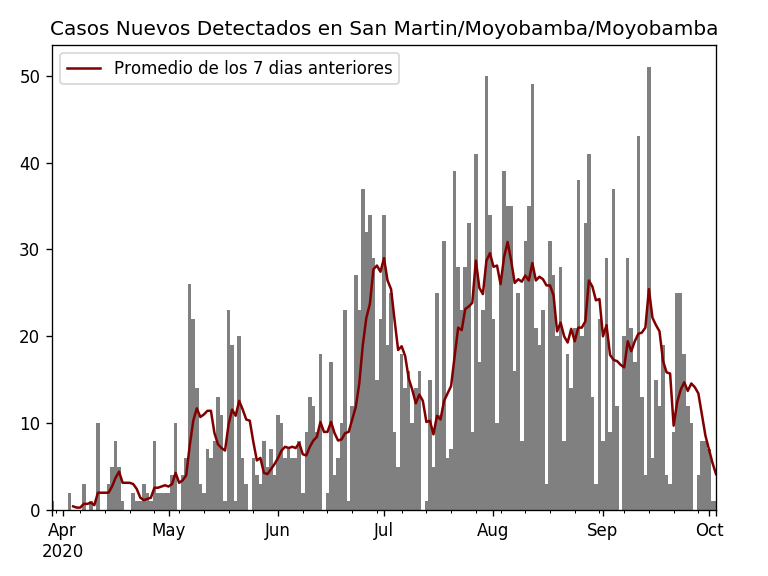 Casos Nuevos Detectados en San Martin/Moyobamba/Moyobamba
Promedio de los 7 dias anteriores
50
40
30
20
10
0
Apr May Jun Jul Aug Sep Oct
2020